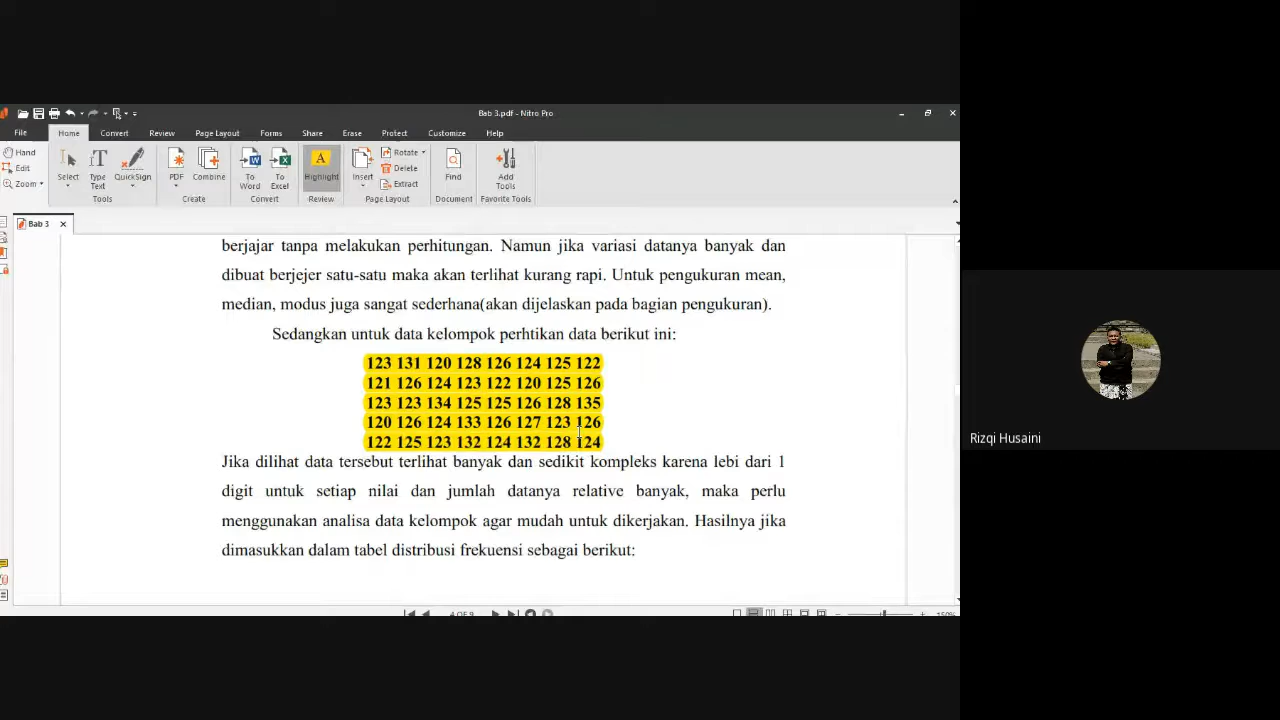 Bab 3.pdf - Nitro Pro
File Home Convert Review Page Layout Forms Share Erase Protect Customize Help
Hand
Edit
Zoom
Select
Type Text
QuickSign
Tools
PDF
Combine
Create
To Word
To Excel
Convert
Highlight
Review
Insert
Rotate
Delete
Extract
Page Layout
Find
Document
Add Tools
Favorite Tools
Bab 3
berjajar tanpa melakukan perhitungan. Namun jika variasi datanya banyak dan
dibuat berjejer satu-satu maka akan terlihat kurang rapi. Untuk pengukuran mean,
median, modus juga sangat sederhana(akan dijelaskan pada bagian pengukuran).
Sedangkan untuk data kelompok perhtikan data berikut ini:
123 131 120 128 126 124 125 122
121 126 124 123 122 120 125 126
123 123 134 125 125 126 128 135
120 126 124 133 126 127 123 126
122 125 123 132 124 132 128 124
Jika dilihat data tersebut terlihat banyak dan sedikit kompleks karena lebi dari 1
digit untuk setiap nilai dan jumlah datanya relative banyak, maka perlu
menggunakan analisa data kelompok agar mudah untuk dikerjakan. Hasilnya jika
dimasukkan dalam tabel distribusi frekuensi sebagai berikut:
4 OF 9
150%
Rizqi Husaini